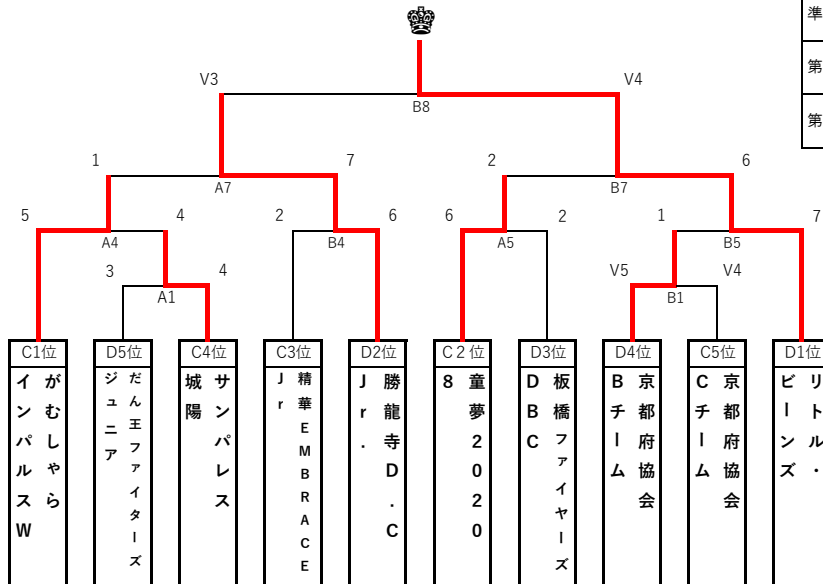 準
V3
V4
B8
第
第
1
7
2
6
A7
B7
5
4
2
6
6
2
1
7
A4
B4
A5
B5
3
4
V5
V4
A1
B1
C1位
D5位
C4位
C3位
D2位
C２位
D3位
D4位
C5位
D1位
がむしゃら
インパルスW
だん王ファイターズ
ジュニア
サンパレス
城陽
精華EMBRACE
Jr
勝龍寺D.C
Jr.
童夢2020
8
板橋ファイヤーズ
DBC
京都府協会
Bチーム
京都府協会
Cチーム
リトル・
ビーンズ